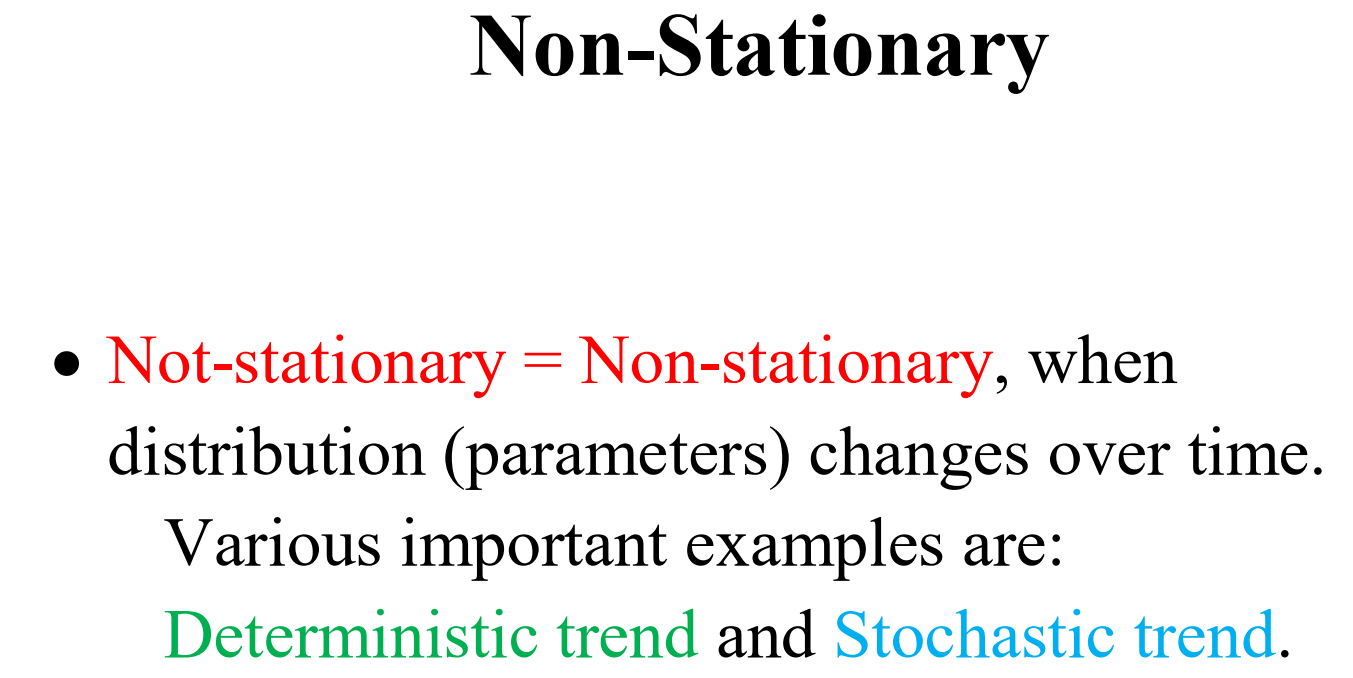 Non-Stationary
• Not-stationary = Non-stationary, when
distribution (parameters) changes over time.
Various important examples are:
Deterministic trend and Stochastic trend.